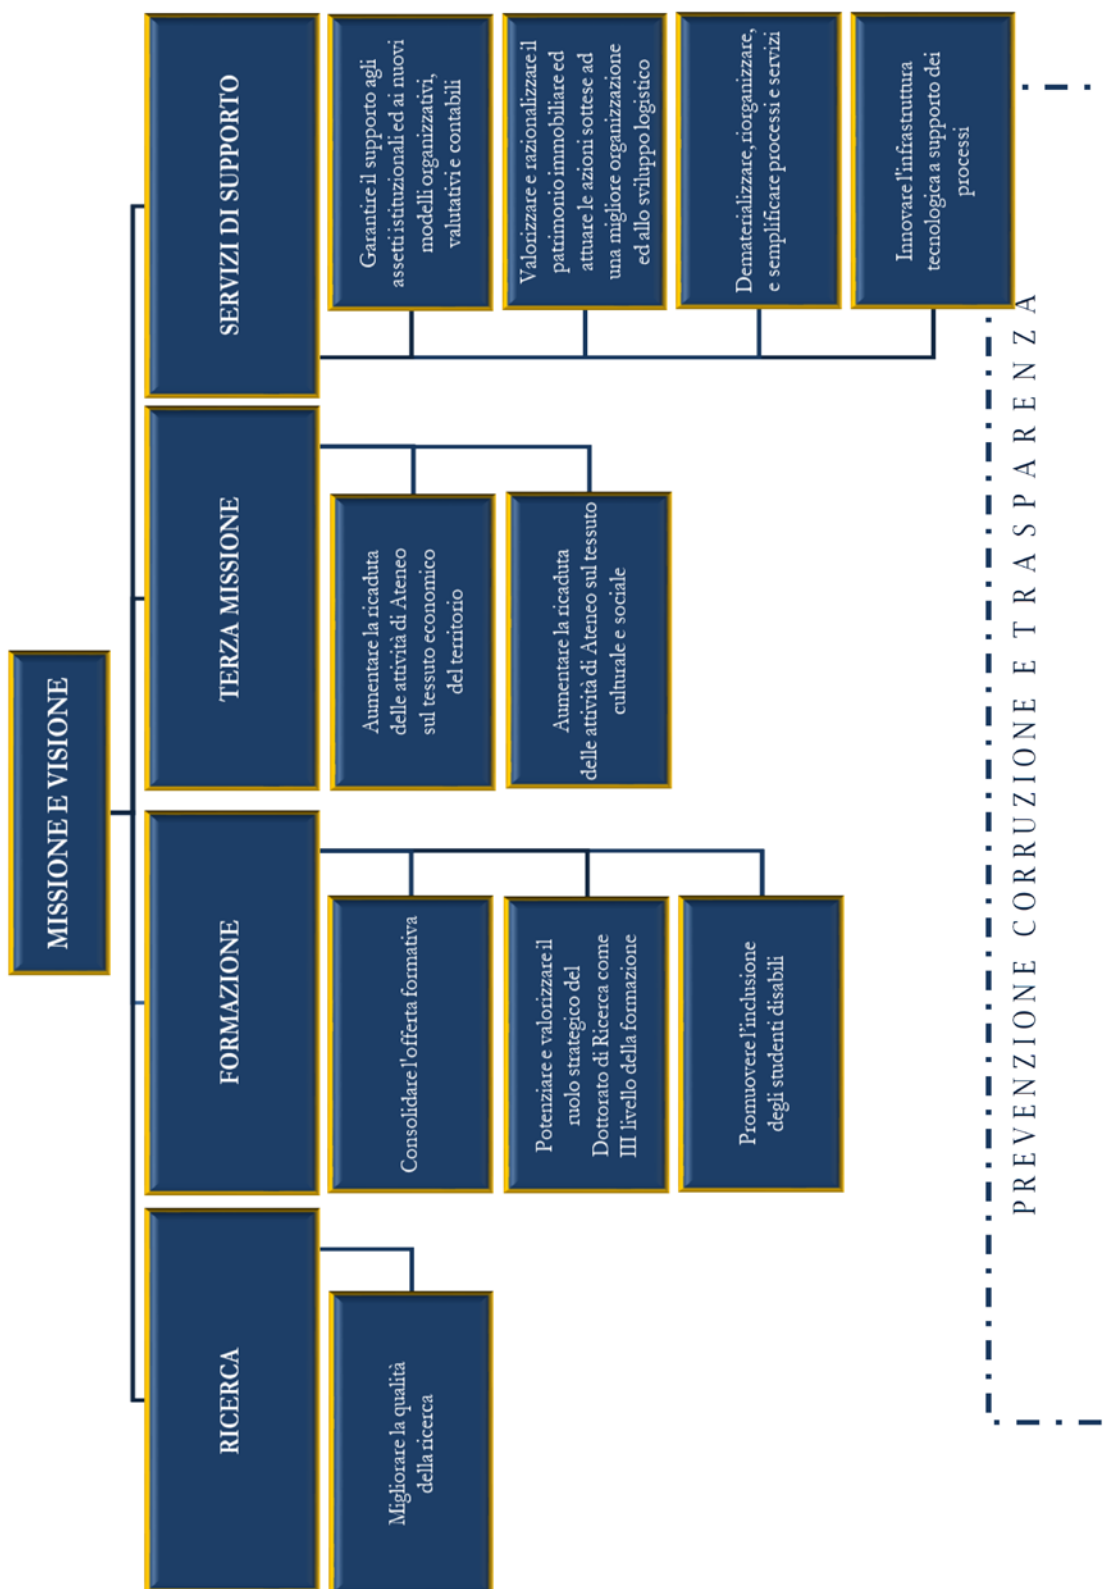 MISSIONE E VISIONE
RICERCA
Migliorare la qualità
della ricerca
FORMAZIONE
Consolidare l'offerta formativa
Potenziare e valorizzare il
ruolo strategico del
Dottorato di Ricerca come
III livello della formazione
Promuovere l'inclusione
degli studenti disabili
TERZA MISSIONE
Aumentare la ricaduta
delle attività di Ateneo
sul tessuto economico
del territorio
Aumentare la ricaduta
delle attività di Ateneo sul tessuto
culturale e sociale
SERVIZI DI SUPPORTO
Garantire il supporto agli
assetti istituzionali ed ai nuovi
modelli organizzativi,
valutativi e contabili
Valorizzare e razionalizzare il
patrimonio immobiliare ed
attuare le azioni sottese ad
una migliore organizzazione
ed allo sviluppo logistico
Dematerializzare, riorganizzare,
e semplificare processi e servizi
Innovare l'infrastruttura
tecnologica a supporto dei
processi
PREVENZIONE CORRUZIONE E TRASPARENZA